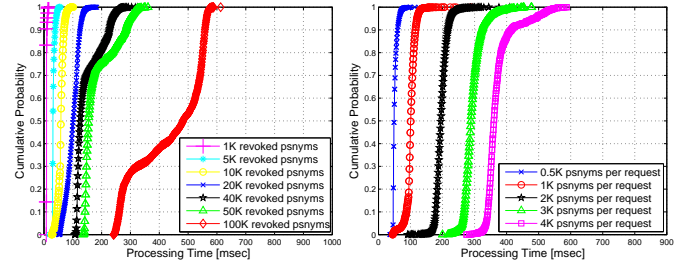 1
0.9
0.8
0.7
0.6
0.5
0.4
0.3
0.2
0.1
0
Cumulative Probability
1K revoked psnyms
5K revoked psnyms
10K revoked psnyms
20K revoked psnyms
40K revoked psnyms
50K revoked psnyms
100K revoked psnyms
0 100 200 300 400 500 600 700 800 900 1000
Processing Time [msec]
1
0.9
0.8
0.7
0.6
0.5
0.4
0.3
0.2
0.1
0
Cumulative Probability
0.5K psnyms per request
1K psnyms per request
2K psnyms per request
3K psnyms per request
4K psnyms per request
0 100 200 300 400 500 600 700 800 900
Processing Time [msec]